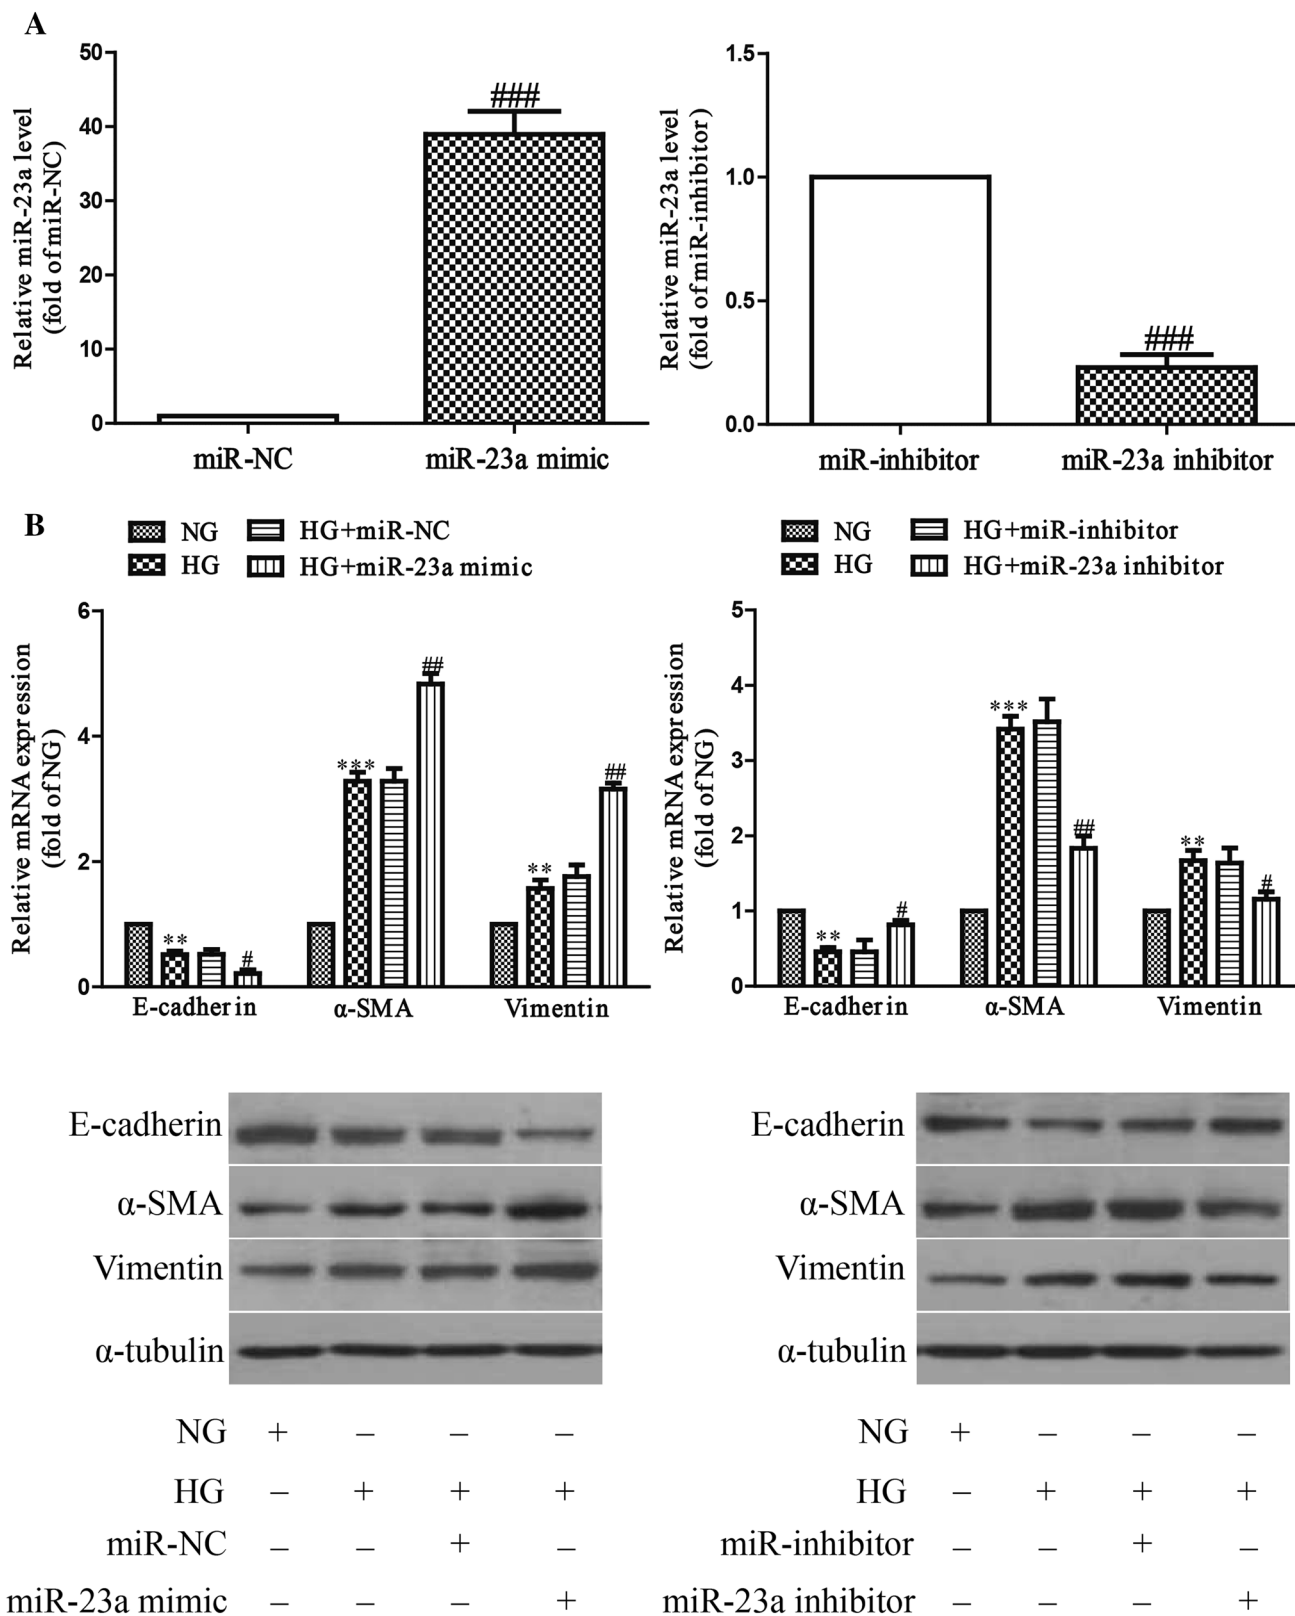 A
Relative miR-23a level
(fold of miR-NC)
50
40
30
20
10
0
###
miR-NC
miR-23a mimic
Relative miR-23a level
(fold of miR-inhibitor)
1.5
1.0
0.5
0.0
###
miR-inhibitor
miR-23a inhibitor
B
NG
HG+miR-NC
HG
HG+miR-23a mimic
Relative mRNA expression
(fold of NG)
6
4
2
0
**
#
***
##
**
##
E-cadherin
α-SMA
Vimentin
NG
HG+miR-inhibitor
HG
HG+miR-23a inhibitor
Relative mRNA expression
(fold of NG)
5
4
3
2
1
0
**
#
***
##
**
#
E-cadherin
α-SMA
Vimentin
E-cadherin
α-SMA
Vimentin
α-tubulin
NG + – – –
HG – + + +
miR-NC – – + –
miR-23a mimic – – – +
E-cadherin
α-SMA
Vimentin
α-tubulin
NG + – – –
HG – + + +
miR-inhibitor – – + –
miR-23a inhibitor – – – +